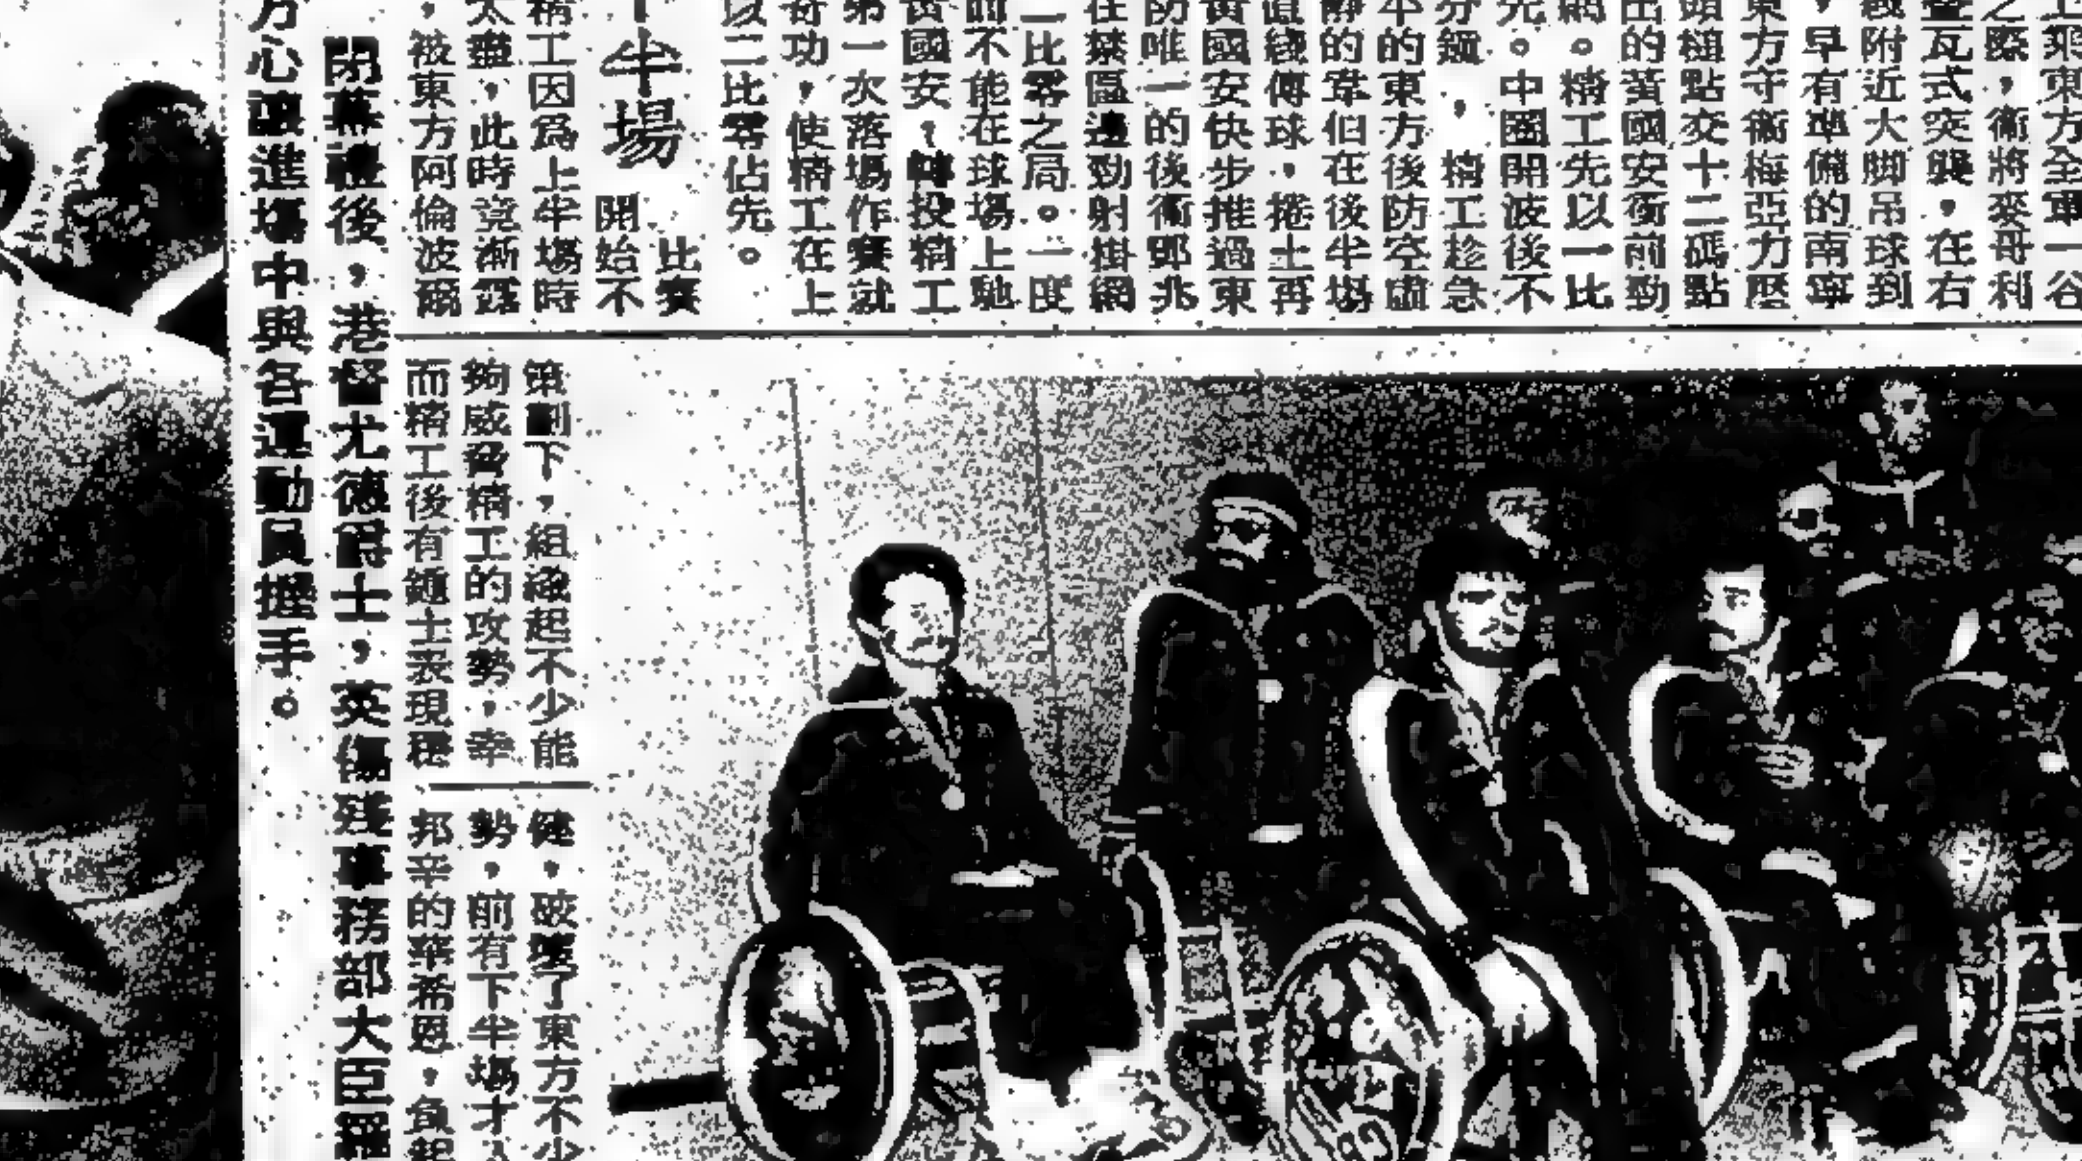 上乘東方全軍一谷
之際，衛將麥哥利
疊瓦式突襲，在右
綫附近大脚吊球到
，早有準備的南寧
東方守衛梅亞力壓
頭槌點交十二碼點
出的黃國安衝前勁
網。精工先以一比
先。中圈開波後不
分鐘，精工趁急
牢的東方後防空虛
靜的韋伯在後半場
直綫傳球，捲土再
黃國安快步推過東
防唯一的後衛鄧兆
在禁區邊勁射掛網
二比零之局。一度
而不能在球場上馳
黃國安，轉投精工
第一次落場作賽就
奇功，使精工在上
以二比零佔先。
半場
比賽
開始不
精工因爲上半場時
太盡，此時竟漸露
，被東方阿倫波爾
策劃下，組織起不少能
夠威脅精工的攻勢，幸
而精工後有鍾士表現穩
健，破壞了東方不少
勢，前有下半場才
邦辛的華希恩，負起
閉幕禮後，港督尤德爵士，英傷殘事務部大臣羅
方心讓進場中與各運動員握手。